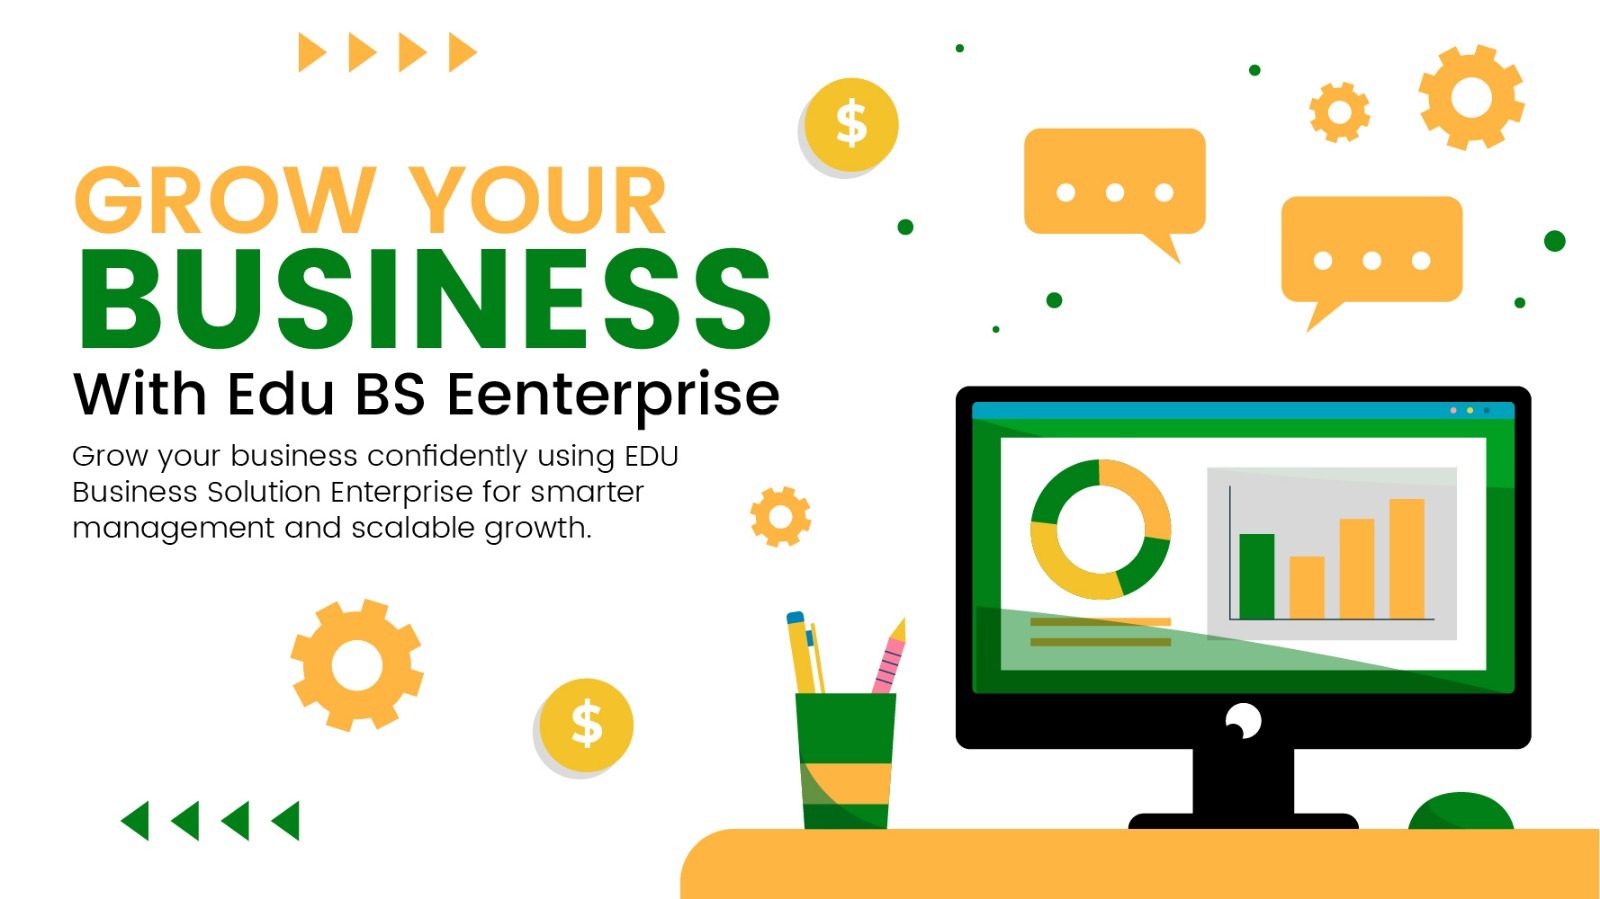 GROW YOUR
BUSINESS
With Edu BS Eenterprise
Grow your business confidently using EDU
Business Solution Enterprise for smarter
management and scalable growth.
$
$